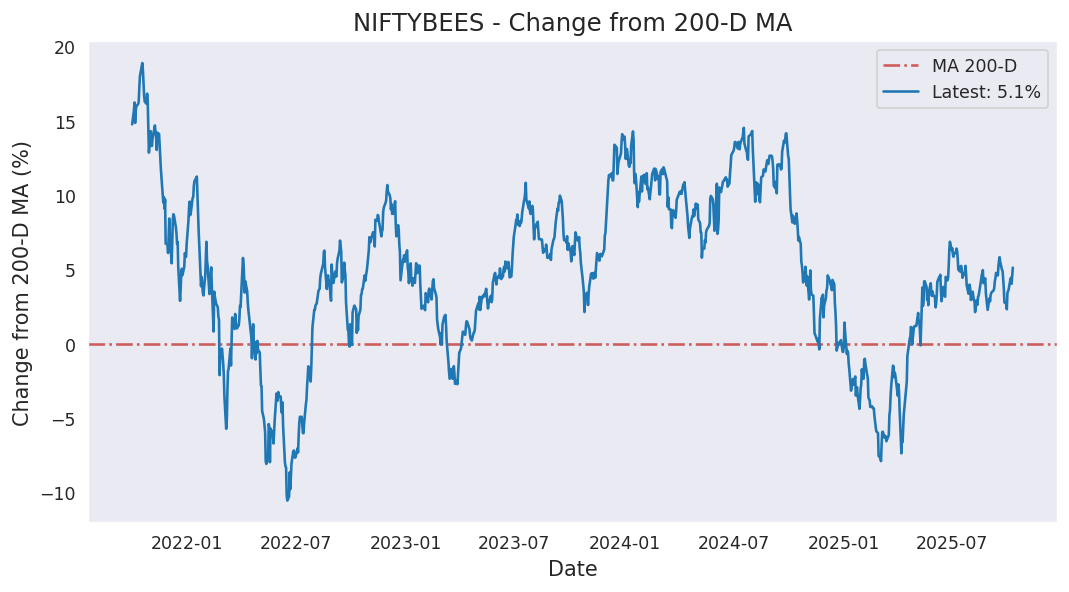 NIFTYBEES - Change from 200-D MA
Change from 200-D MA (%)
20
15
10
5
0
−5
−10
MA 200-D
Latest: 5.1%
2022-01 2022-07 2023-01 2023-07 2024-01 2024-07 2025-01 2025-07
Date